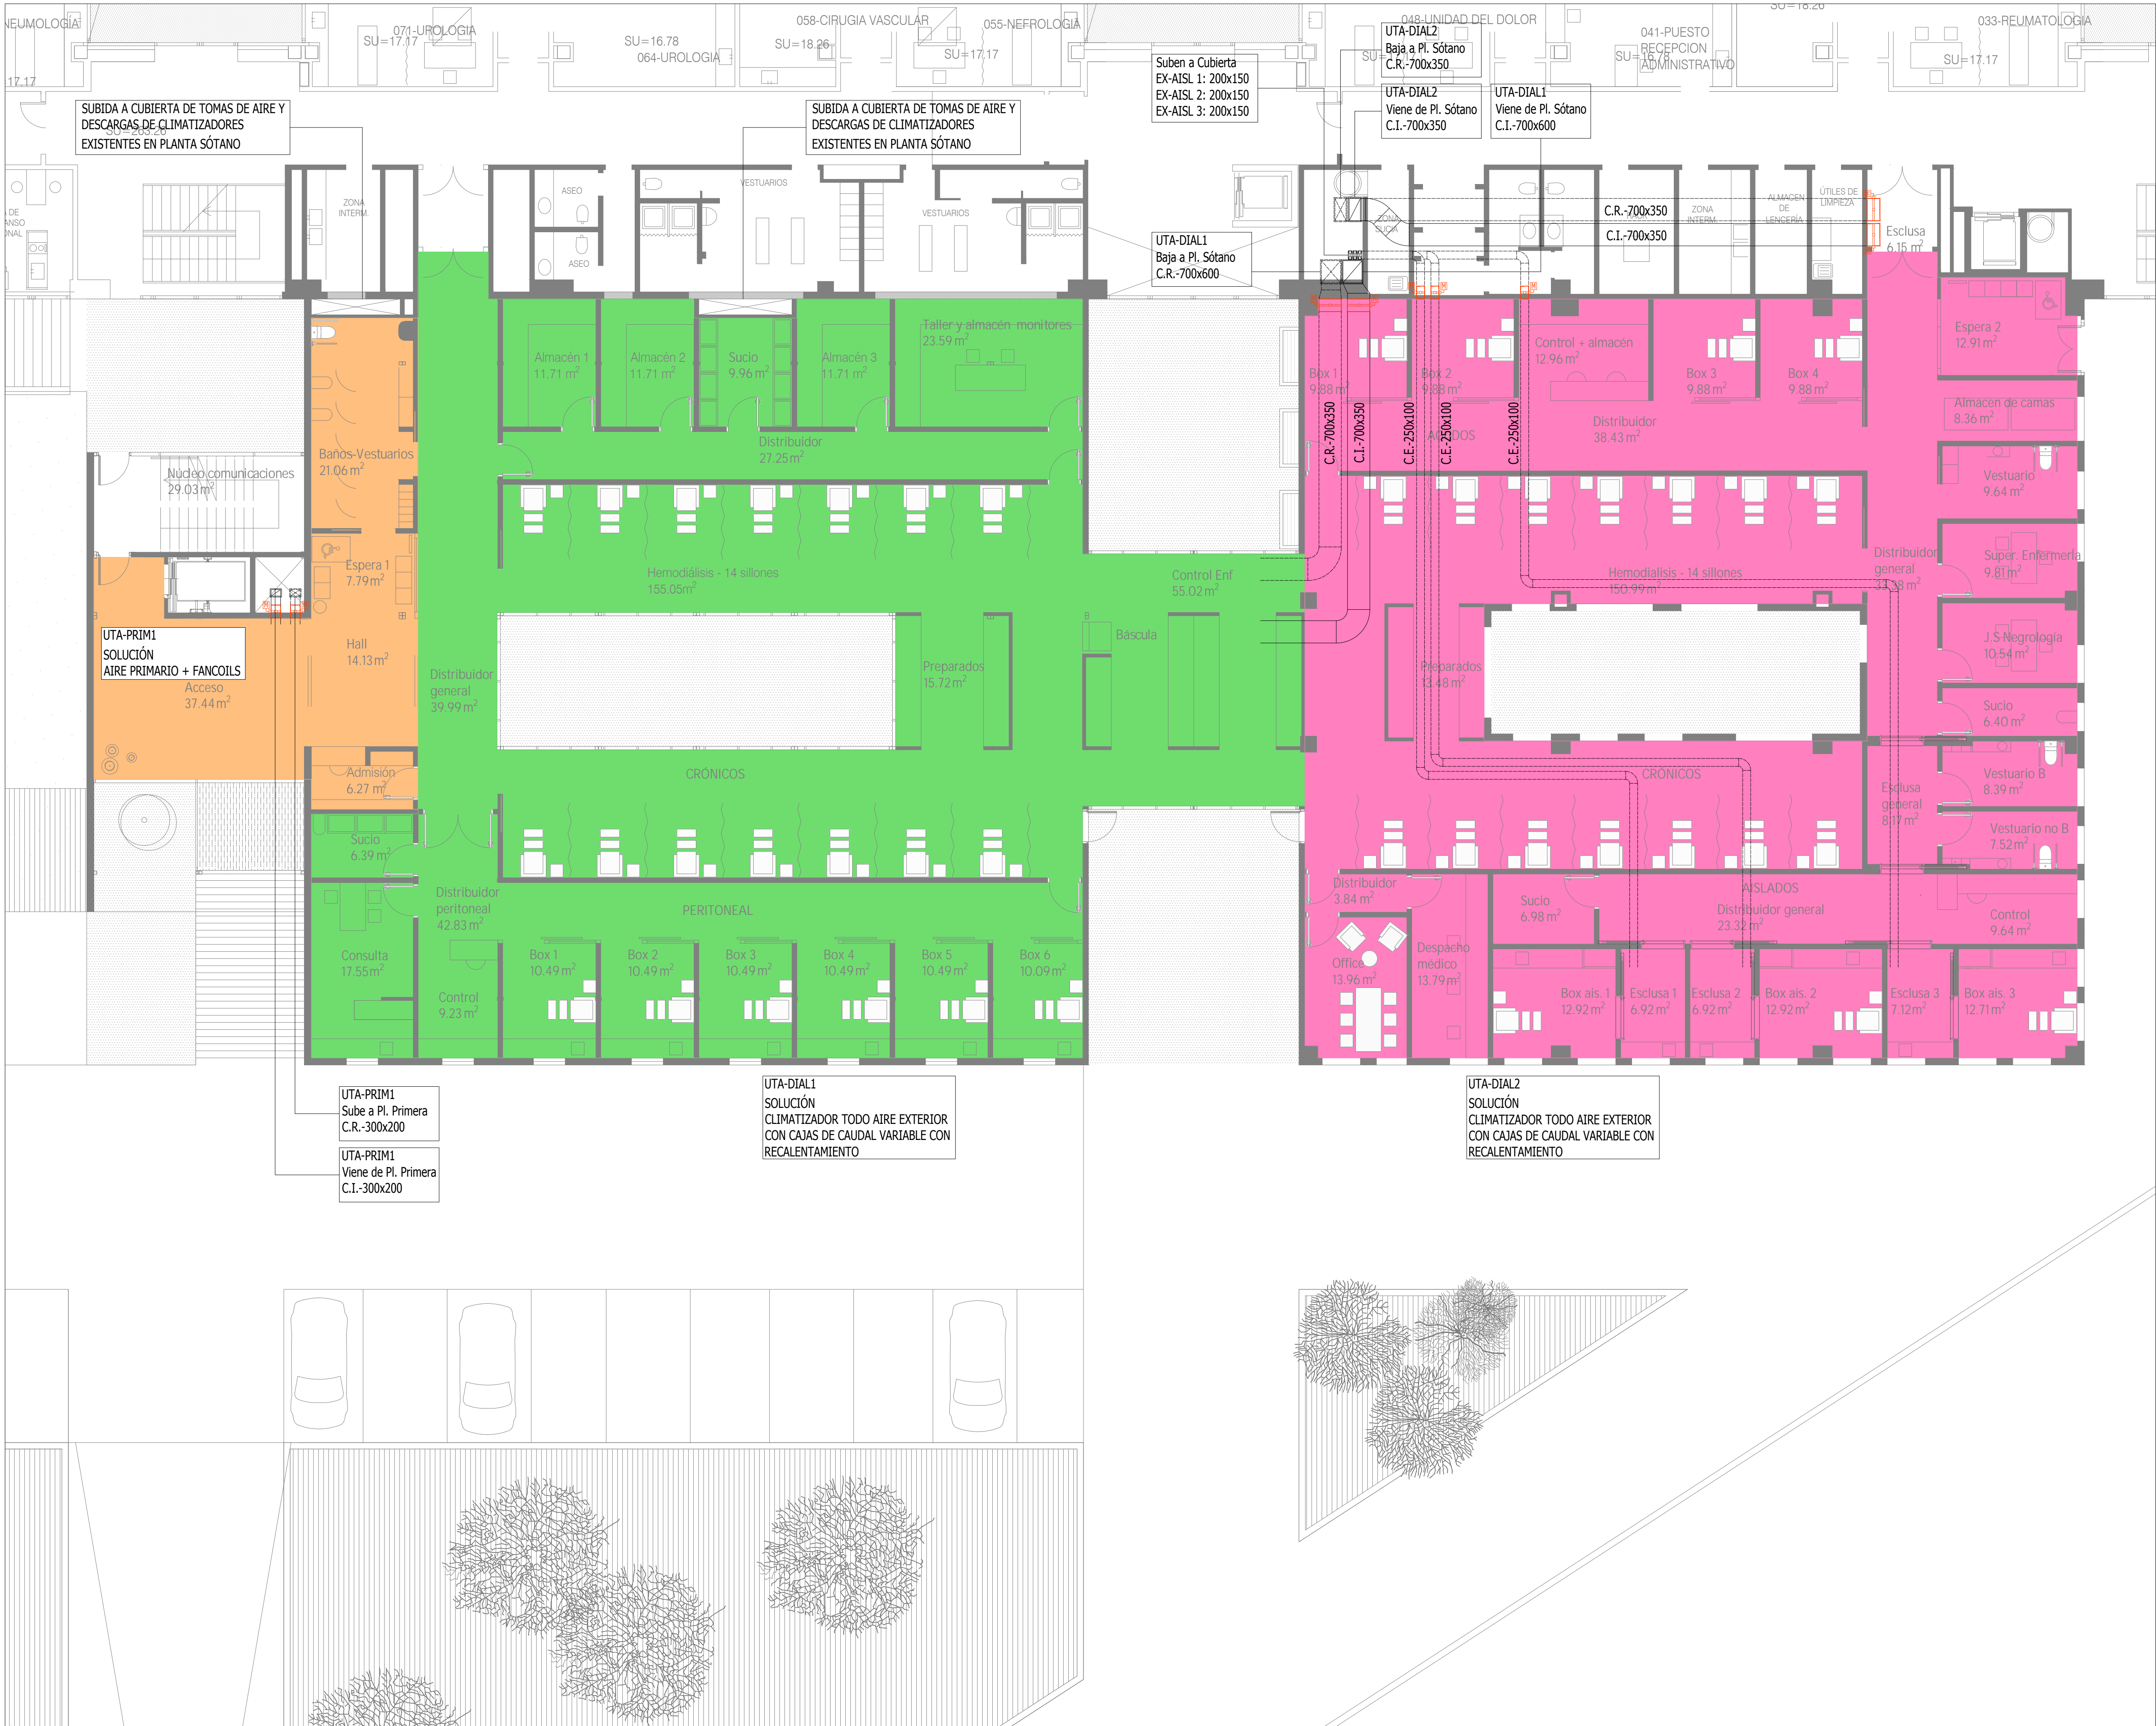 NEUMOLOGÍA
17.17
071-UROLOGIA
SU=17.17
SU=16.78
064-UROLOGIA
058-CIRUGIA VASCULAR
SU=18.26
055-NEFROLOGIA
SU=17.17
048-UNIDAD DEL DOLOR
041-PUESTO
RECEPCION
ADMINISTRATIVO
SU=16.78
SU=18.26
033-REUMATOLOGIA
SU=17.17
SU=263.26
SUBIDA A CUBIERTA DE TOMAS DE AIRE Y
DESCARGAS DE CLIMATIZADORES
EXISTENTES EN PLANTA SÓTANO
SUBIDA A CUBIERTA DE TOMAS DE AIRE Y
DESCARGAS DE CLIMATIZADORES
EXISTENTES EN PLANTA SÓTANO
Suben a Cubierta
EX-AISL 1: 200x150
EX-AISL 2: 200x150
EX-AISL 3: 200x150
UTA-DIAL2
Baja a Pl. Sótano
C.R.-700x350
UTA-DIAL2
Viene de Pl. Sótano
C.I.-700x350
UTA-DIAL1
Viene de Pl. Sótano
C.I.-700x600
UTA-DIAL1
Baja a Pl. Sótano
C.R.-700x600
ZONA
INTERM.
ASEO
ASEO
VESTUARIOS
VESTUARIOS
ZONA
SUCIA
C.R.-700x350
C.I.-700x350
ZONA
INTERM.
ALMACEN
DE
LENCERÍA
ÚTILES DE
LIMPIEZA
Esclusa
6.15 m²
Almacén 1
11.71 m²
Almacén 2
11.71 m²
Sucio
9.96 m²
Almacén 3
11.71 m²
Taller y almacén monitores
23.59 m²
Distribuidor
27.25 m²
Box 1
9.88 m²
Box 2
9.88 m²
Control + almacén
12.96 m²
Box 3
9.88 m²
Box 4
9.88 m²
Espera 2
12.91 m²
Almacen de camas
8.36 m²
AGUDOS
Distribuidor
38.43 m²
C.R.-700x350
C.I.-700x350
C.E.-250x100
C.E.-250x100
C.E.-250x100
Núcleo comunicaciones
29.03 m²
Baños-Vestuarios
21.06 m²
Espera 1
7.79 m²
Hall
14.13 m²
UTA-PRIM1
SOLUCIÓN
AIRE PRIMARIO + FANCOILS
Acceso
37.44 m²
Admisión
6.27 m²
Distribuidor
general
39.99 m²
Hemodiálisis - 14 sillones
155.05 m²
Preparados
15.72 m²
Báscula
Control Enf
55.02 m²
CRÓNICOS
Vestuario
9.64 m²
Distribuidor
general
Super. Enfermería
9.81 m²
Hemodialisis - 14 sillones
150.99 m²
Preparados
13.48 m²
J.S Negrología
10.54 m²
Sucio
6.40 m²
CRÓNICOS
Esclusa
general
8.17 m²
Vestuario B
8.39 m²
Vestuario no B
7.52 m²
Sucio
6.39 m²
Distribuidor
peritoneal
42.83 m²
PERITONEAL
Consulta
17.55 m²
Control
9.23 m²
Box 1
10.49 m²
Box 2
10.49 m²
Box 3
10.49 m²
Box 4
10.49 m²
Box 5
10.49 m²
Box 6
10.09 m²
Distribuidor
3.84 m²
Office
13.96 m²
Despacho
médico
13.79 m²
Sucio
6.98 m²
AISLADOS
Distribuidor general
23.32 m²
Control
9.64 m²
Box ais. 1
12.92 m²
Esclusa 1
6.92 m²
Esclusa 2
6.92 m²
Box ais. 2
12.92 m²
Esclusa 3
7.12 m²
Box ais. 3
12.71 m²
UTA-PRIM1
Sube a Pl. Primera
C.R.-300x200
UTA-PRIM1
Viene de Pl. Primera
C.I.-300x200
UTA-DIAL1
SOLUCIÓN
CLIMATIZADOR TODO AIRE EXTERIOR
CON CAJAS DE CAUDAL VARIABLE CON
RECALENTAMIENTO
UTA-DIAL2
SOLUCIÓN
CLIMATIZADOR TODO AIRE EXTERIOR
CON CAJAS DE CAUDAL VARIABLE CON
RECALENTAMIENTO